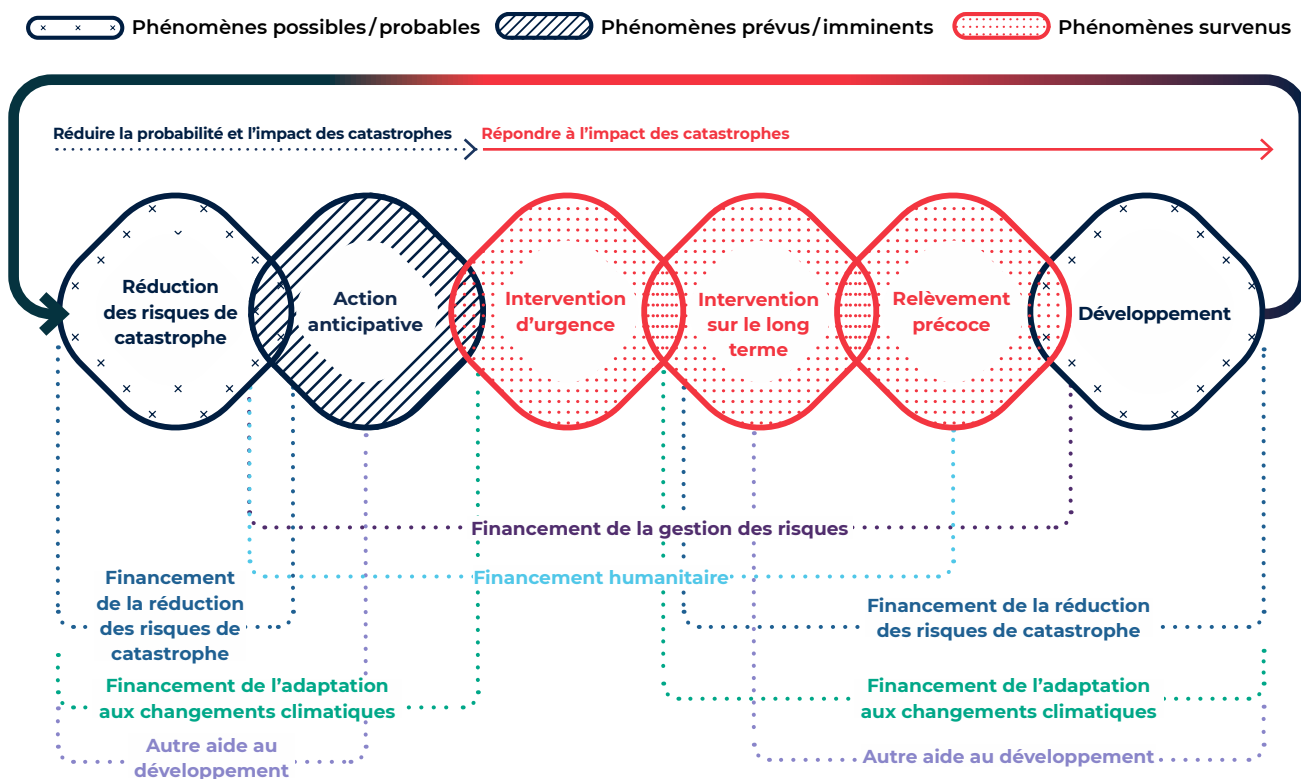 Phénomènes possibles/probables
Phénomènes prévus/imminents
Phénomènes survenus
Réduire la probabilité et l'impact des catastrophes
Répondre à l'impact des catastrophes
Réduction
des risques de
catastrophe
Action
anticipative
Intervention
d'urgence
Intervention
sur le long
terme
Relèvement
précoce
Développement
Financement de la gestion des risques
Financement humanitaire
Financement
de la réduction
des risques de
catastrophe
Financement de la réduction
des risques de catastrophe
Financement de l'adaptation
aux changements climatiques
Financement de l'adaptation
aux changements climatiques
Autre aide au
développement
Autre aide au développement